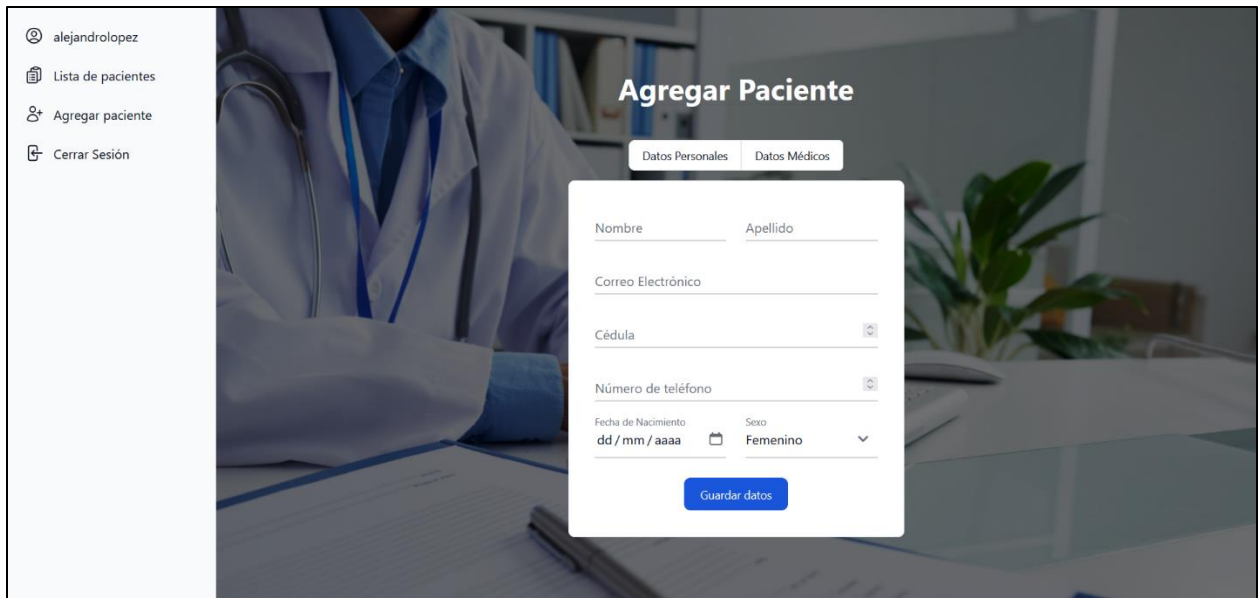 alejandrolopez
Lista de pacientes
Agregar paciente
Cerrar Sesión
Agregar Paciente
Datos Personales Datos Médicos
Nombre Apellido
Correo Electrónico
Cédula
Número de teléfono
Fecha de Nacimiento Sexo
dd/mm/aaaa Femenino
Guardar datos